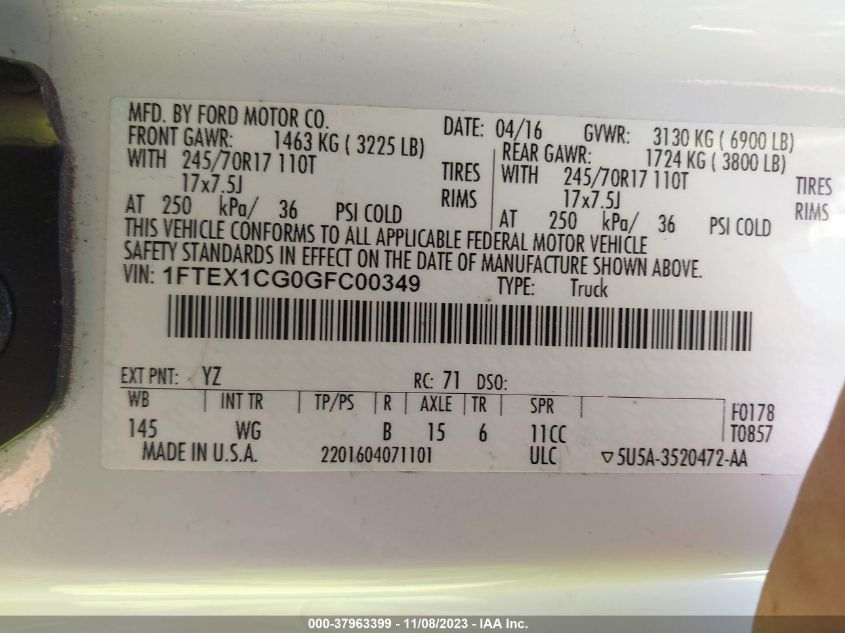 MFD. BY FORD MOTOR CO. DATE: 04/16 GVWR: 3130 KG ( 6900 LB)
FRONT GAWR: 1463 KG ( 3225 LB) REAR GAWR: 1724 KG ( 3800 LB)
WITH 245/70R17 110T TIRES WITH 245/70R17 110T TIRES
17x7.5J RIMS 17x7.5J RIMS
AT 250 kPa/ 36 PSI COLD AT 250 kPa/ 36 PSI COLD
THIS VEHICLE CONFORMS TO ALL APPLICABLE FEDERAL MOTOR VEHICLE
SAFETY STANDARDS IN EFFECT ON THE DATE OF MANUFACTURE SHOWN ABOVE.
VIN: 1FTEX1CG0GFC00349 TYPE: Truck
EXT PNT: YZ RC: 71 DSO:
WB INT TR TP/PS R AXLE TR SPR F0178
145 WG B 15 6 11CC T0857
MADE IN U.S.A. 2201604071101 ULC ▽5U5A-3520472-AA
000-37963399 - 11/08/2023 - IAA Inc.